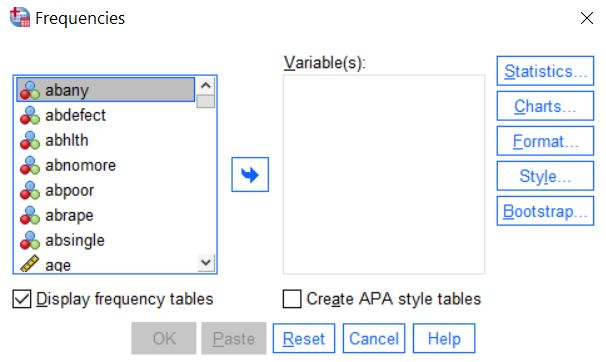 Frequencies
Variable(s):
abany
abdefect
abhlth
abnomore
abpoor
abrape
absingle
age
Statistics...
Charts...
Format...
Style...
Bootstrap...
Display frequency tables
Create APA style tables
OK
Paste
Reset
Cancel
Help